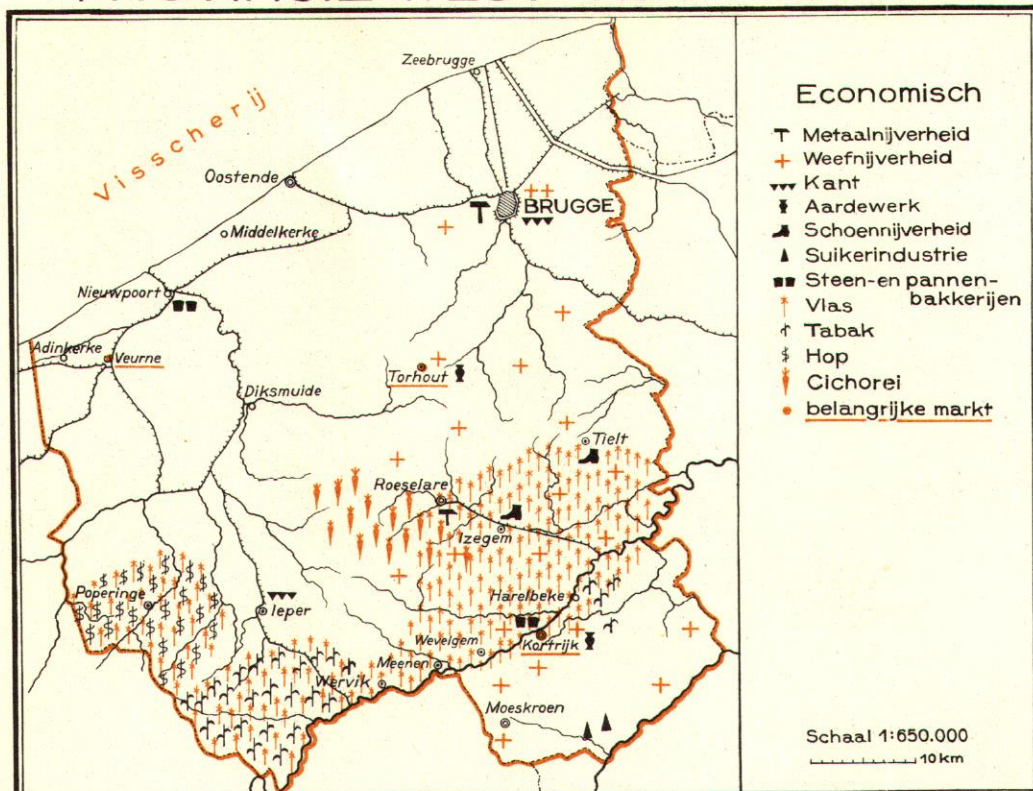 Zeebrugge
Visscherij
Oostende
BRUGGE
Middelkerke
Nieuwpoort
Adinkerke
Veurne
Torhout
Diksmuide
Tielt
Roeselare
Izegem
Poperinge
Ieper
Harelbeke
Wevelgem
Kortrijk
Meenen
Wervik
Moeskroen
Economisch
Metaalnijverheid
Weefnijverheid
Kant
Aardewerk
Schoennijverheid
Suikerindustrie
Steen-en pannen-
bakkerijen
Vlas
Tabak
Hop
Cichorei
belangrijke markt
Schaal 1:650.000
10 km